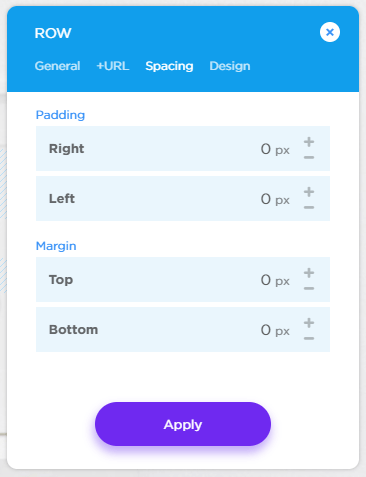 ROW
General +URL Spacing Design
Padding
Right 0 px
Left 0 px
Margin
Top 0 px
Bottom 0 px
Apply